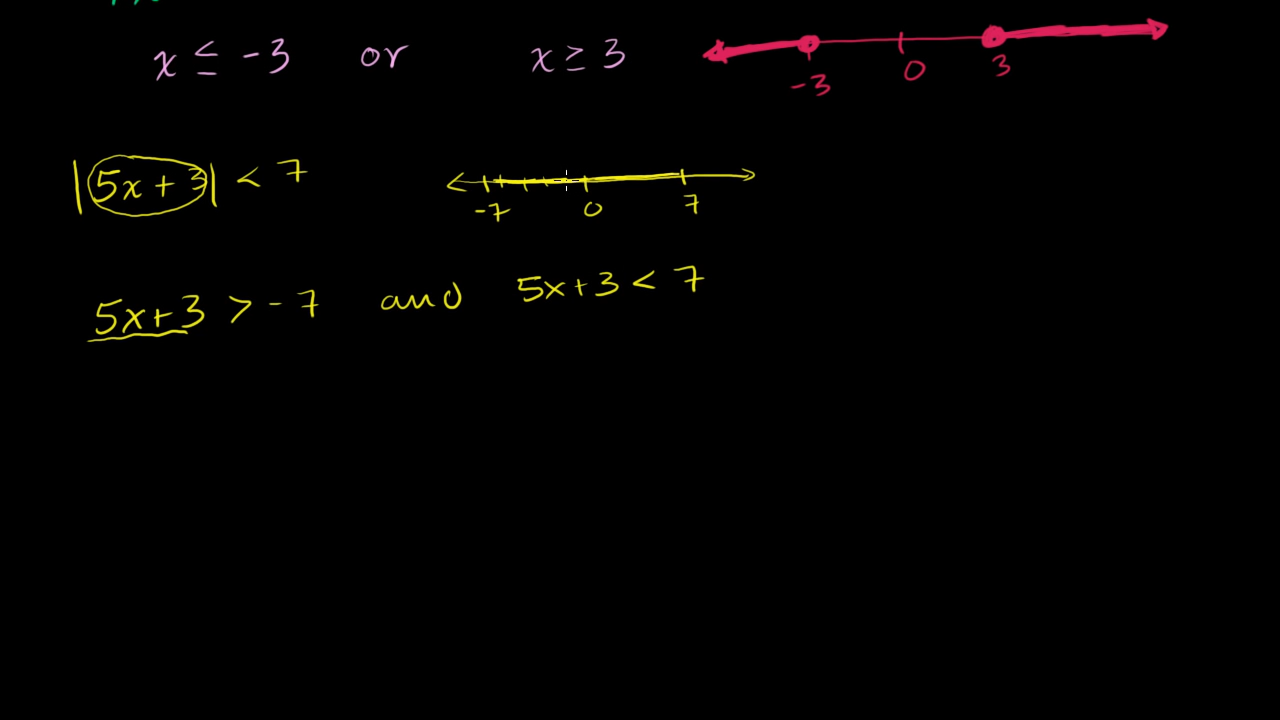 x ≤ -3 or x ≥ 3
-3 0 3
|5x + 3| < 7
-7 0 7
5x+3 > -7 and 5x+3 < 7